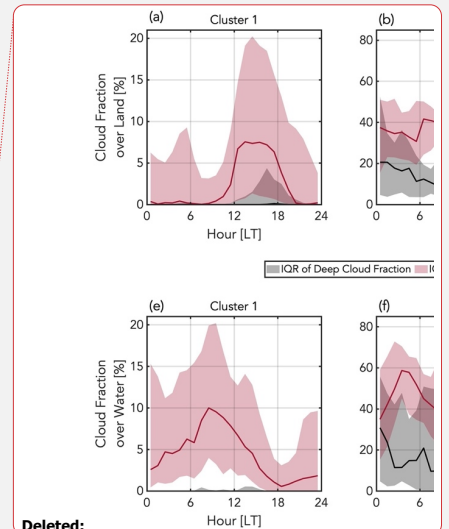 (a) Cluster 1 (b)
20 80
15 60
10 40
5 20
0 0
Cloud Fraction
over Land [%]
0 6 12 18 24 0 6
Hour [LT]
IQR of Deep Cloud Fraction
(e) Cluster 1 (f)
20 80
15 60
10 40
5 20
0 0
Cloud Fraction
over Water [%]
0 6 12 18 24 0 6
Hour [LT]
Deleted: